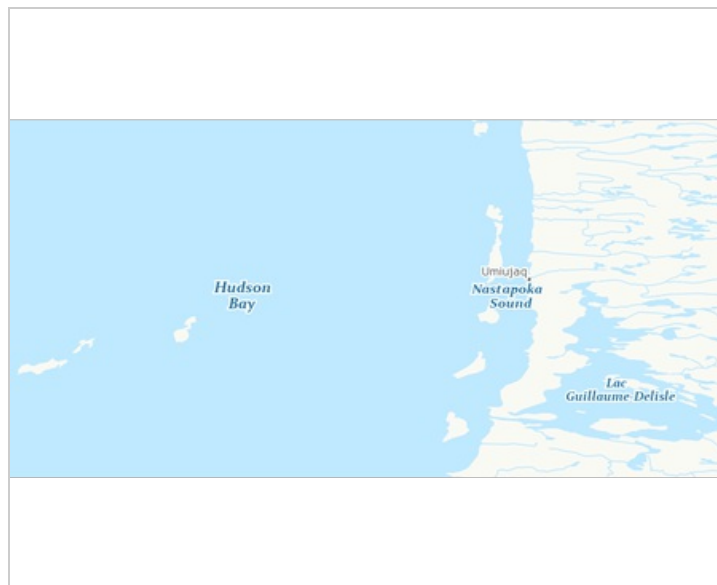 Umiujaq
Hudson
Bay
Nastapoka
Sound
Lac
Guillaume-Delisle